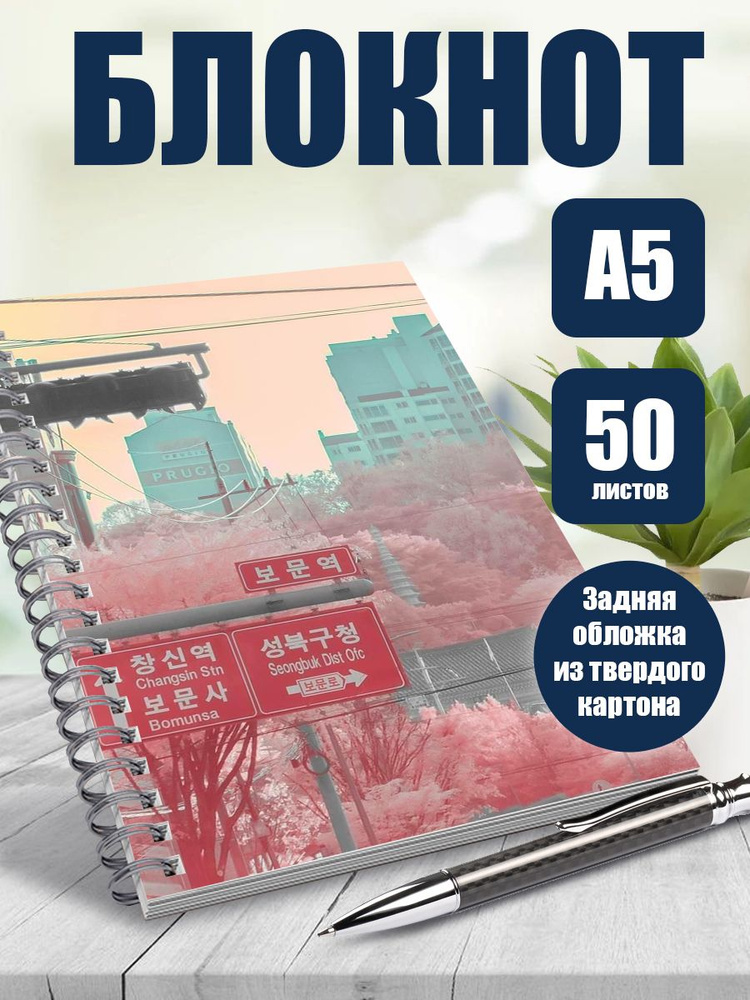 БЛОКНОТ
А5
50
листов
Задняя
обложка
из твердого
картона
PRUGIO
보문역
창신역
Changsin Stn
보문사
Bomunsa
성북구청
Seongbuk Dist Ofc
보문로